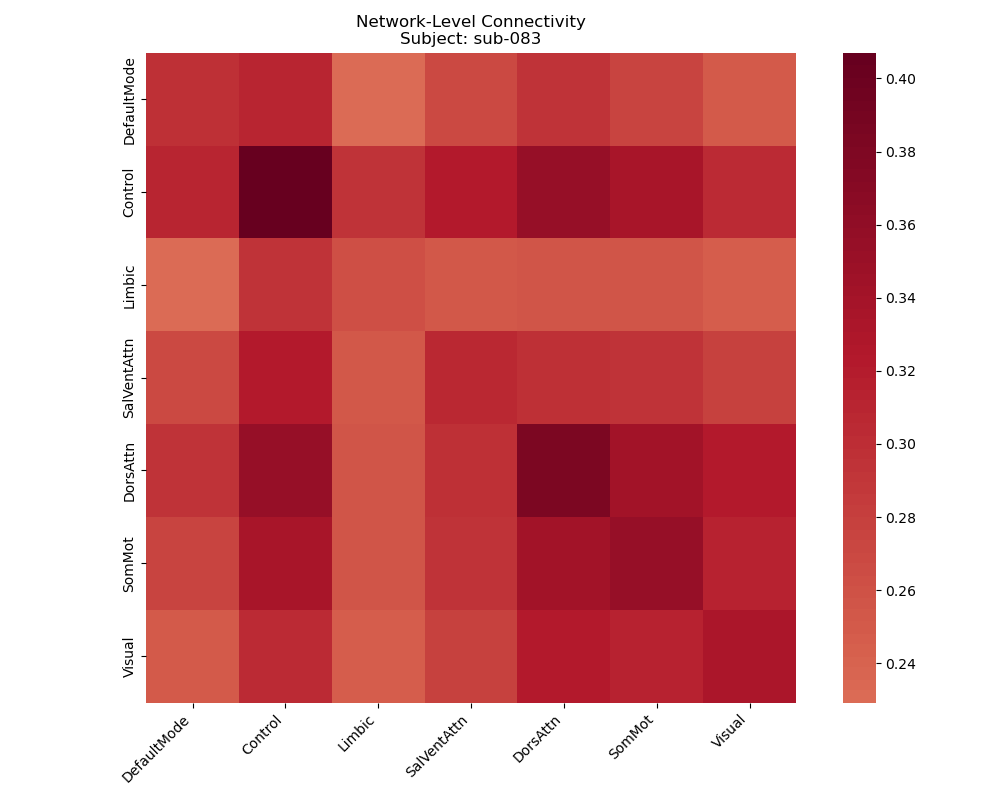 Network-Level Connectivity
Subject: sub-083
DefaultMode
Control
Limbic
SalVentAttn
DorsAttn
SomMot
Visual
DefaultMode
Control
Limbic
SalVentAttn
DorsAttn
SomMot
Visual
0.40
0.38
0.36
0.34
0.32
0.30
0.28
0.26
0.24